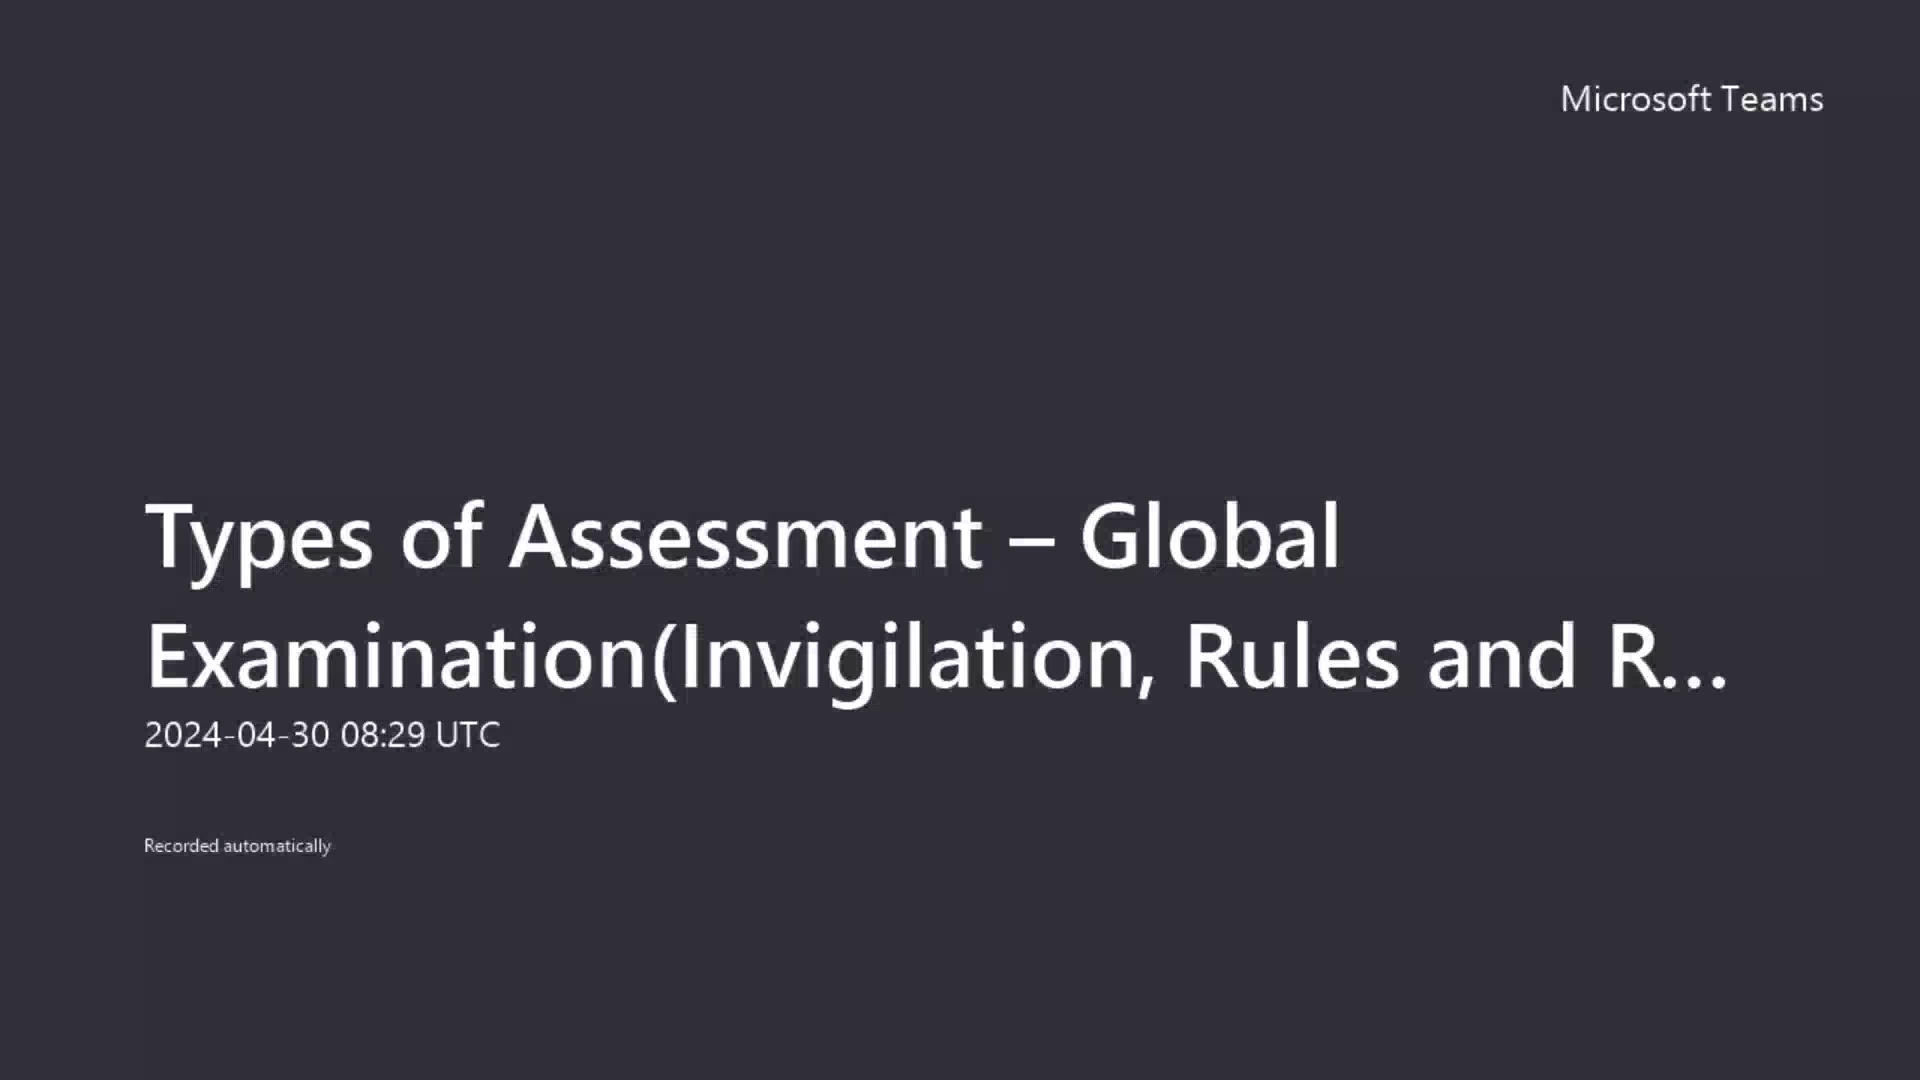 Microsoft Teams
Types of Assessment – Global
Examination(Invigilation, Rules and R...
2024-04-30 08:29 UTC
Recorded automatically